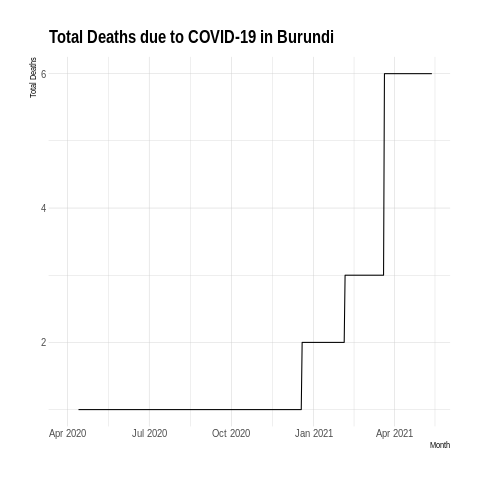 Total Deaths due to COVID-19 in Burundi
Total Deaths
6
4
2
Apr 2020 Jul 2020 Oct 2020 Jan 2021 Apr 2021
Month